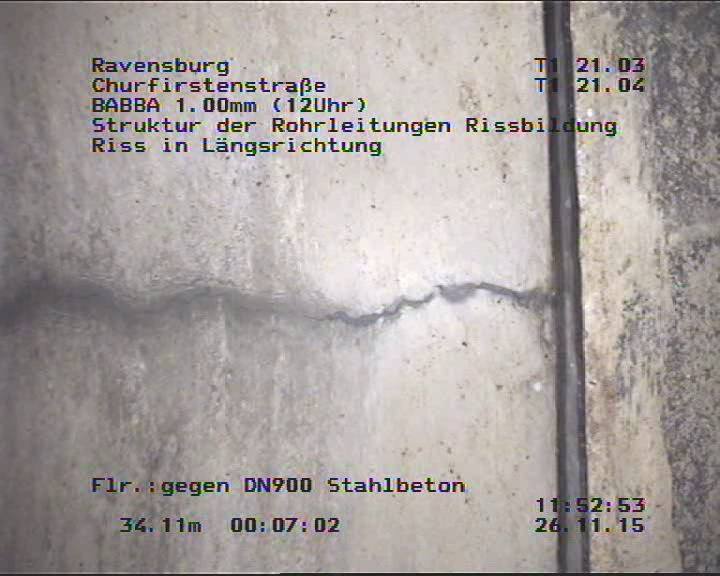 Ravensburg T1 21.03
Churfirstenstraße T1 21.04
BABBA 1.00mm (12Uhr)
Struktur der Rohrleitungen Rissbildung
Riss in Längsrichtung
Flr.:gegen DN900 Stahlbeton
11:52:53
34.11m 00:07:02 26.11.15